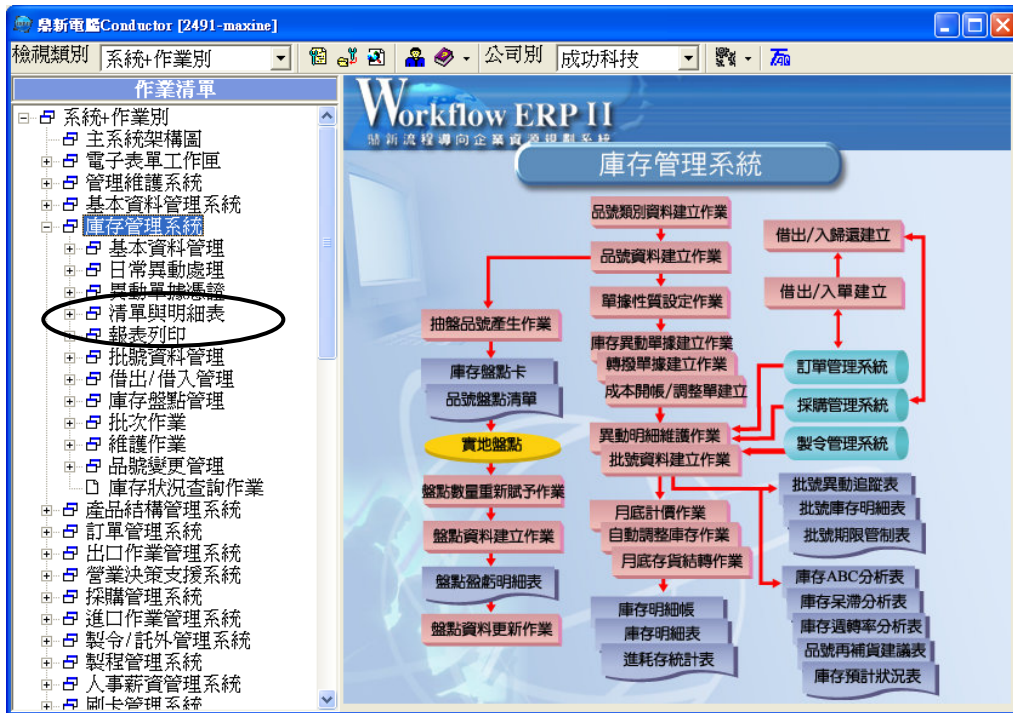 鼎新電腦Conductor [2491-maxine]
檢視類別 系統+作業別 公司別 成功科技
作業清單
系統+作業別
主系統架構圖
電子表單工作匣
管理維護系統
基本資料管理系統
庫存管理系統
基本資料管理
日常異動處理
異動單據憑證
清單與明細表
報表列印
批號資料管理
借出/借入管理
庫存盤點管理
批次作業
維護作業
品號變更管理
庫存狀況查詢作業
產品結構管理系統
訂單管理系統
出口作業管理系統
營業決策支援系統
採購管理系統
進口作業管理系統
製令/託外管理系統
製程管理系統
人事薪資管理系統
刷卡管理系統
Workflow ERP II
鼎新流程導向企業資源規劃系統
庫存管理系統
品號類別資料建立作業
品號資料建立作業
單據性質設定作業
庫存異動單據建立作業
轉撥單據建立作業
成本開帳/調整單建立
異動明細維護作業
批號資料建立作業
月底計價作業
自動調整庫存作業
月底存貨結轉作業
庫存明細帳
庫存明細表
進耗存統計表
抽盤品號產生作業
庫存盤點卡
品號盤點清單
實地盤點
盤點數量重新賦予作業
盤點資料建立作業
盤點盈虧明細表
盤點資料更新作業
借出/入歸還建立
借出/入單建立
訂單管理系統
採購管理系統
製令管理系統
批號異動追蹤表
批號庫存明細表
批號期限管制表
庫存ABC分析表
庫存呆滯分析表
庫存週轉率分析表
品號再補貨建議表
庫存預計狀況表